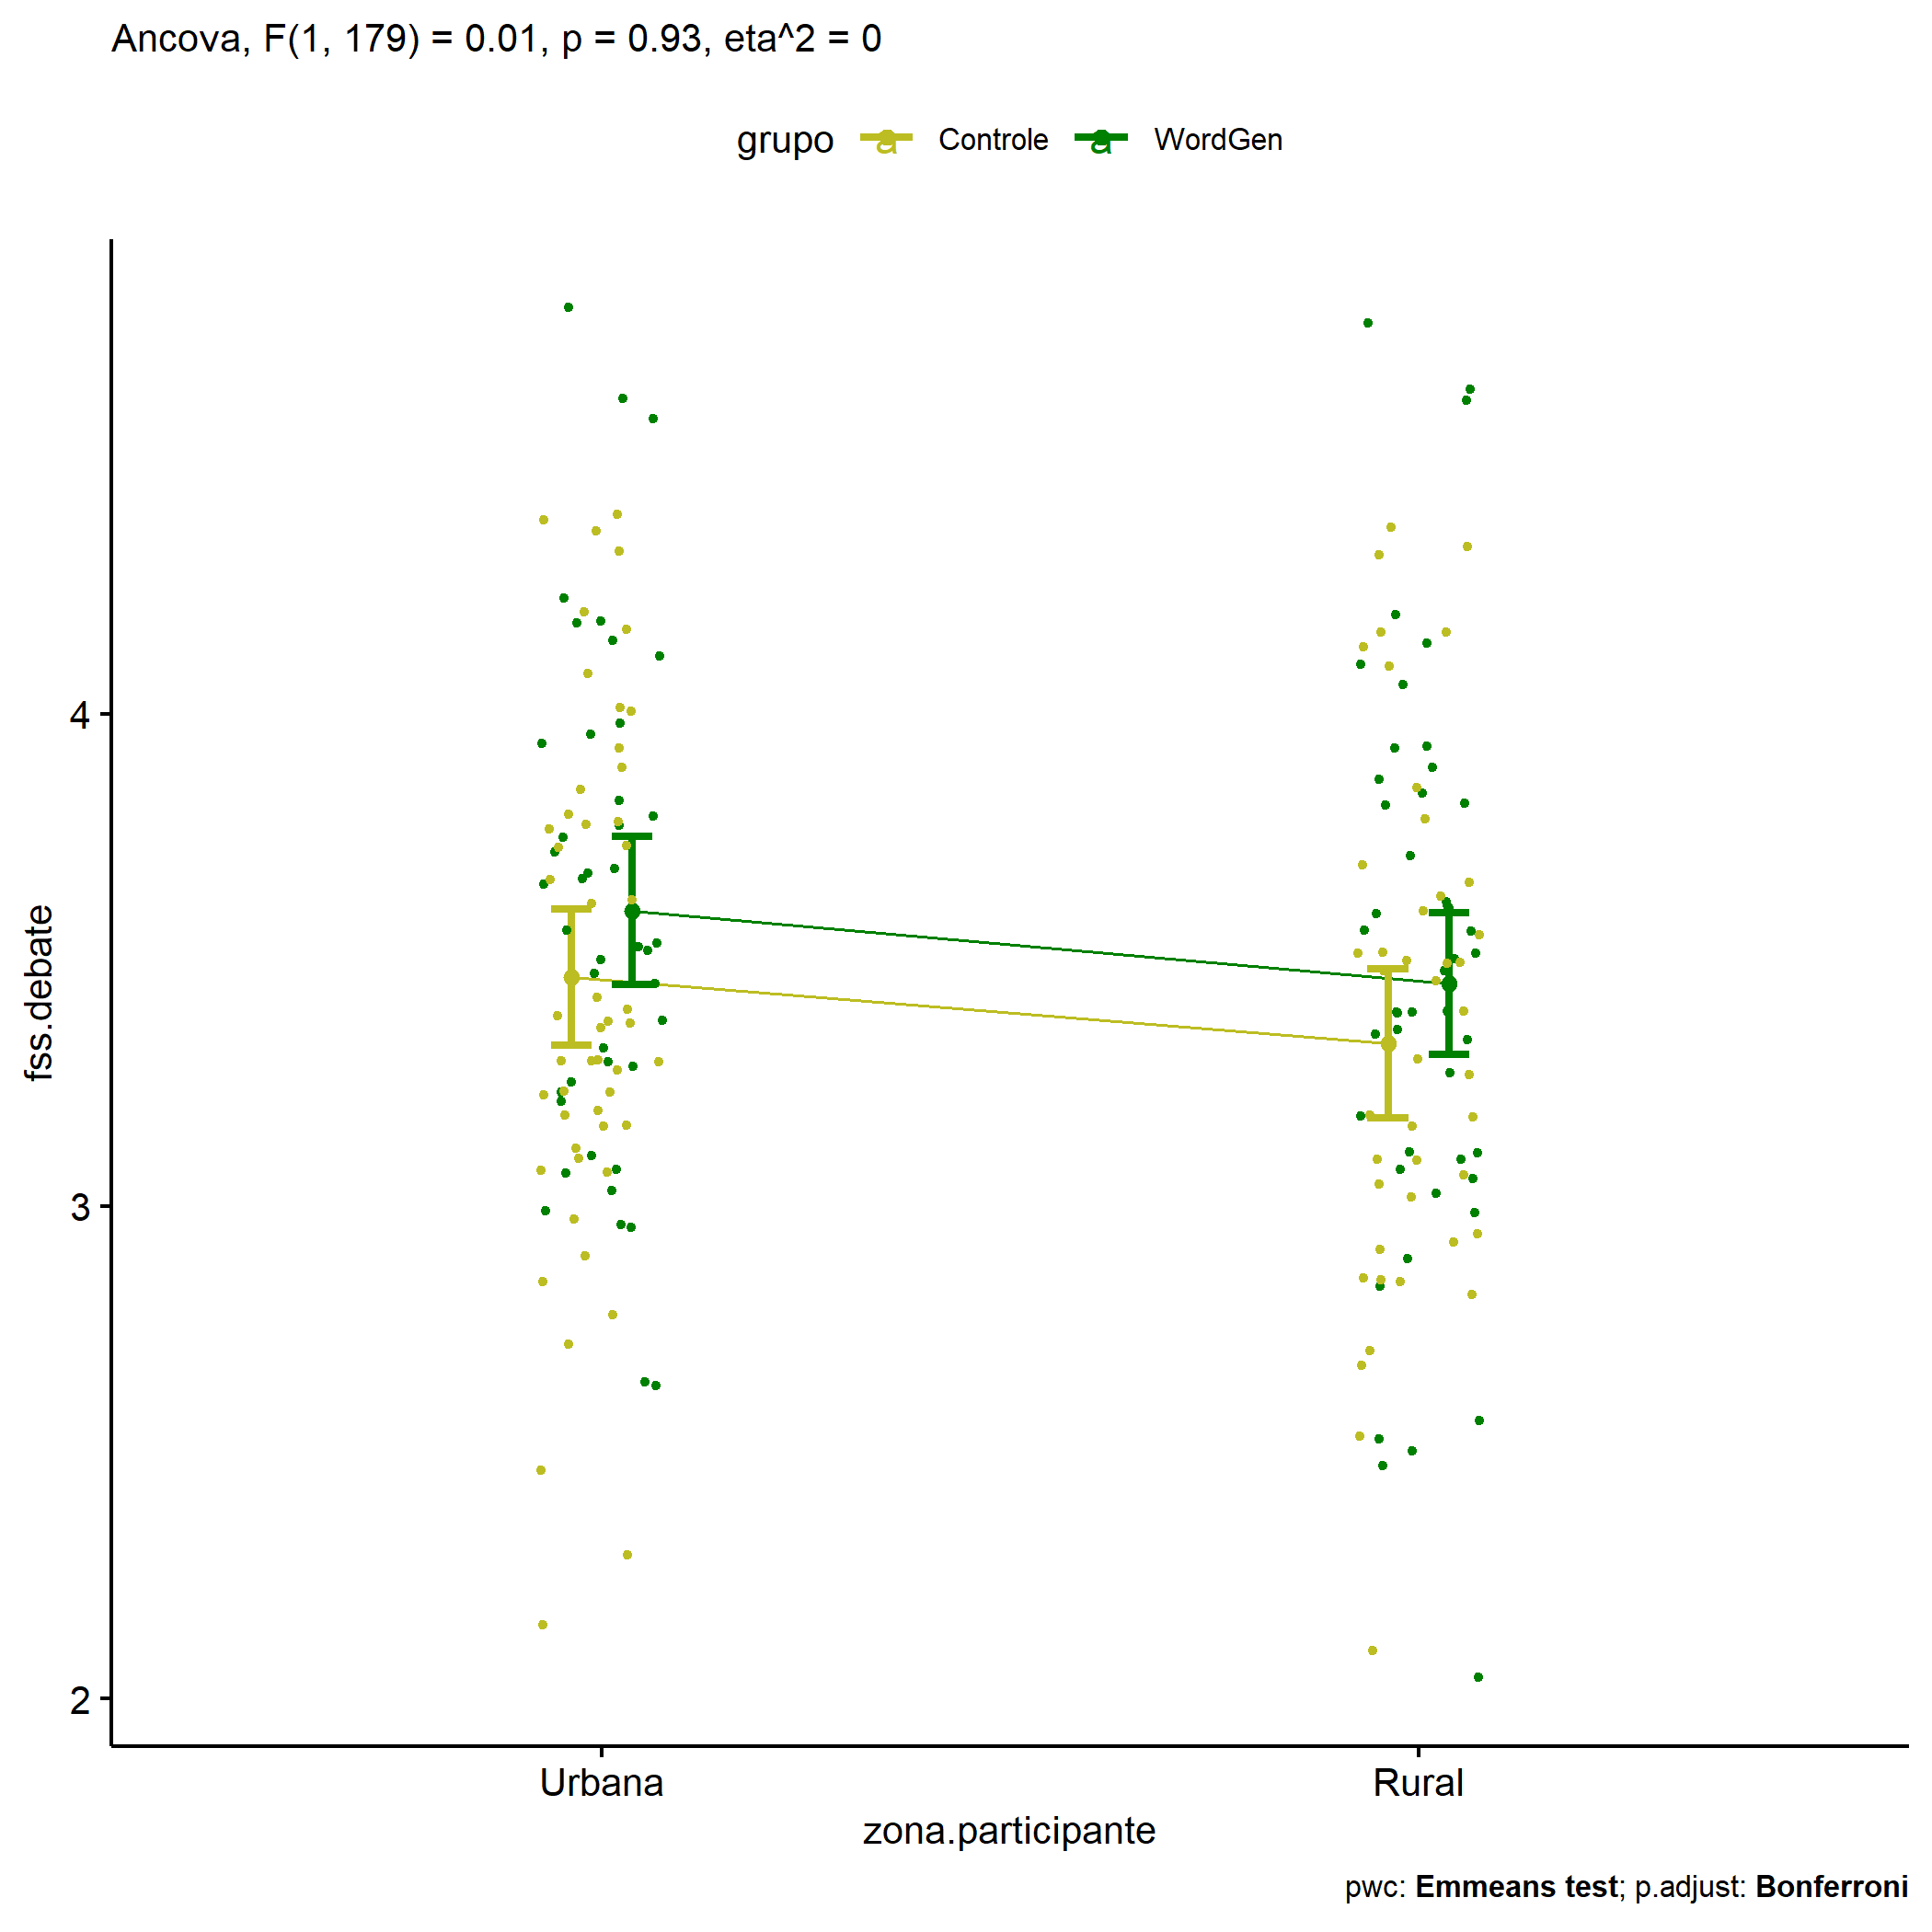 Ancova, F(1, 179) = 0.01, p = 0.93, eta^2 = 0
grupo a Controle a WordGen
fss.debate
4
3
2
Urbana Rural
zona.participante
pwc: Emmeans test; p.adjust: Bonferroni